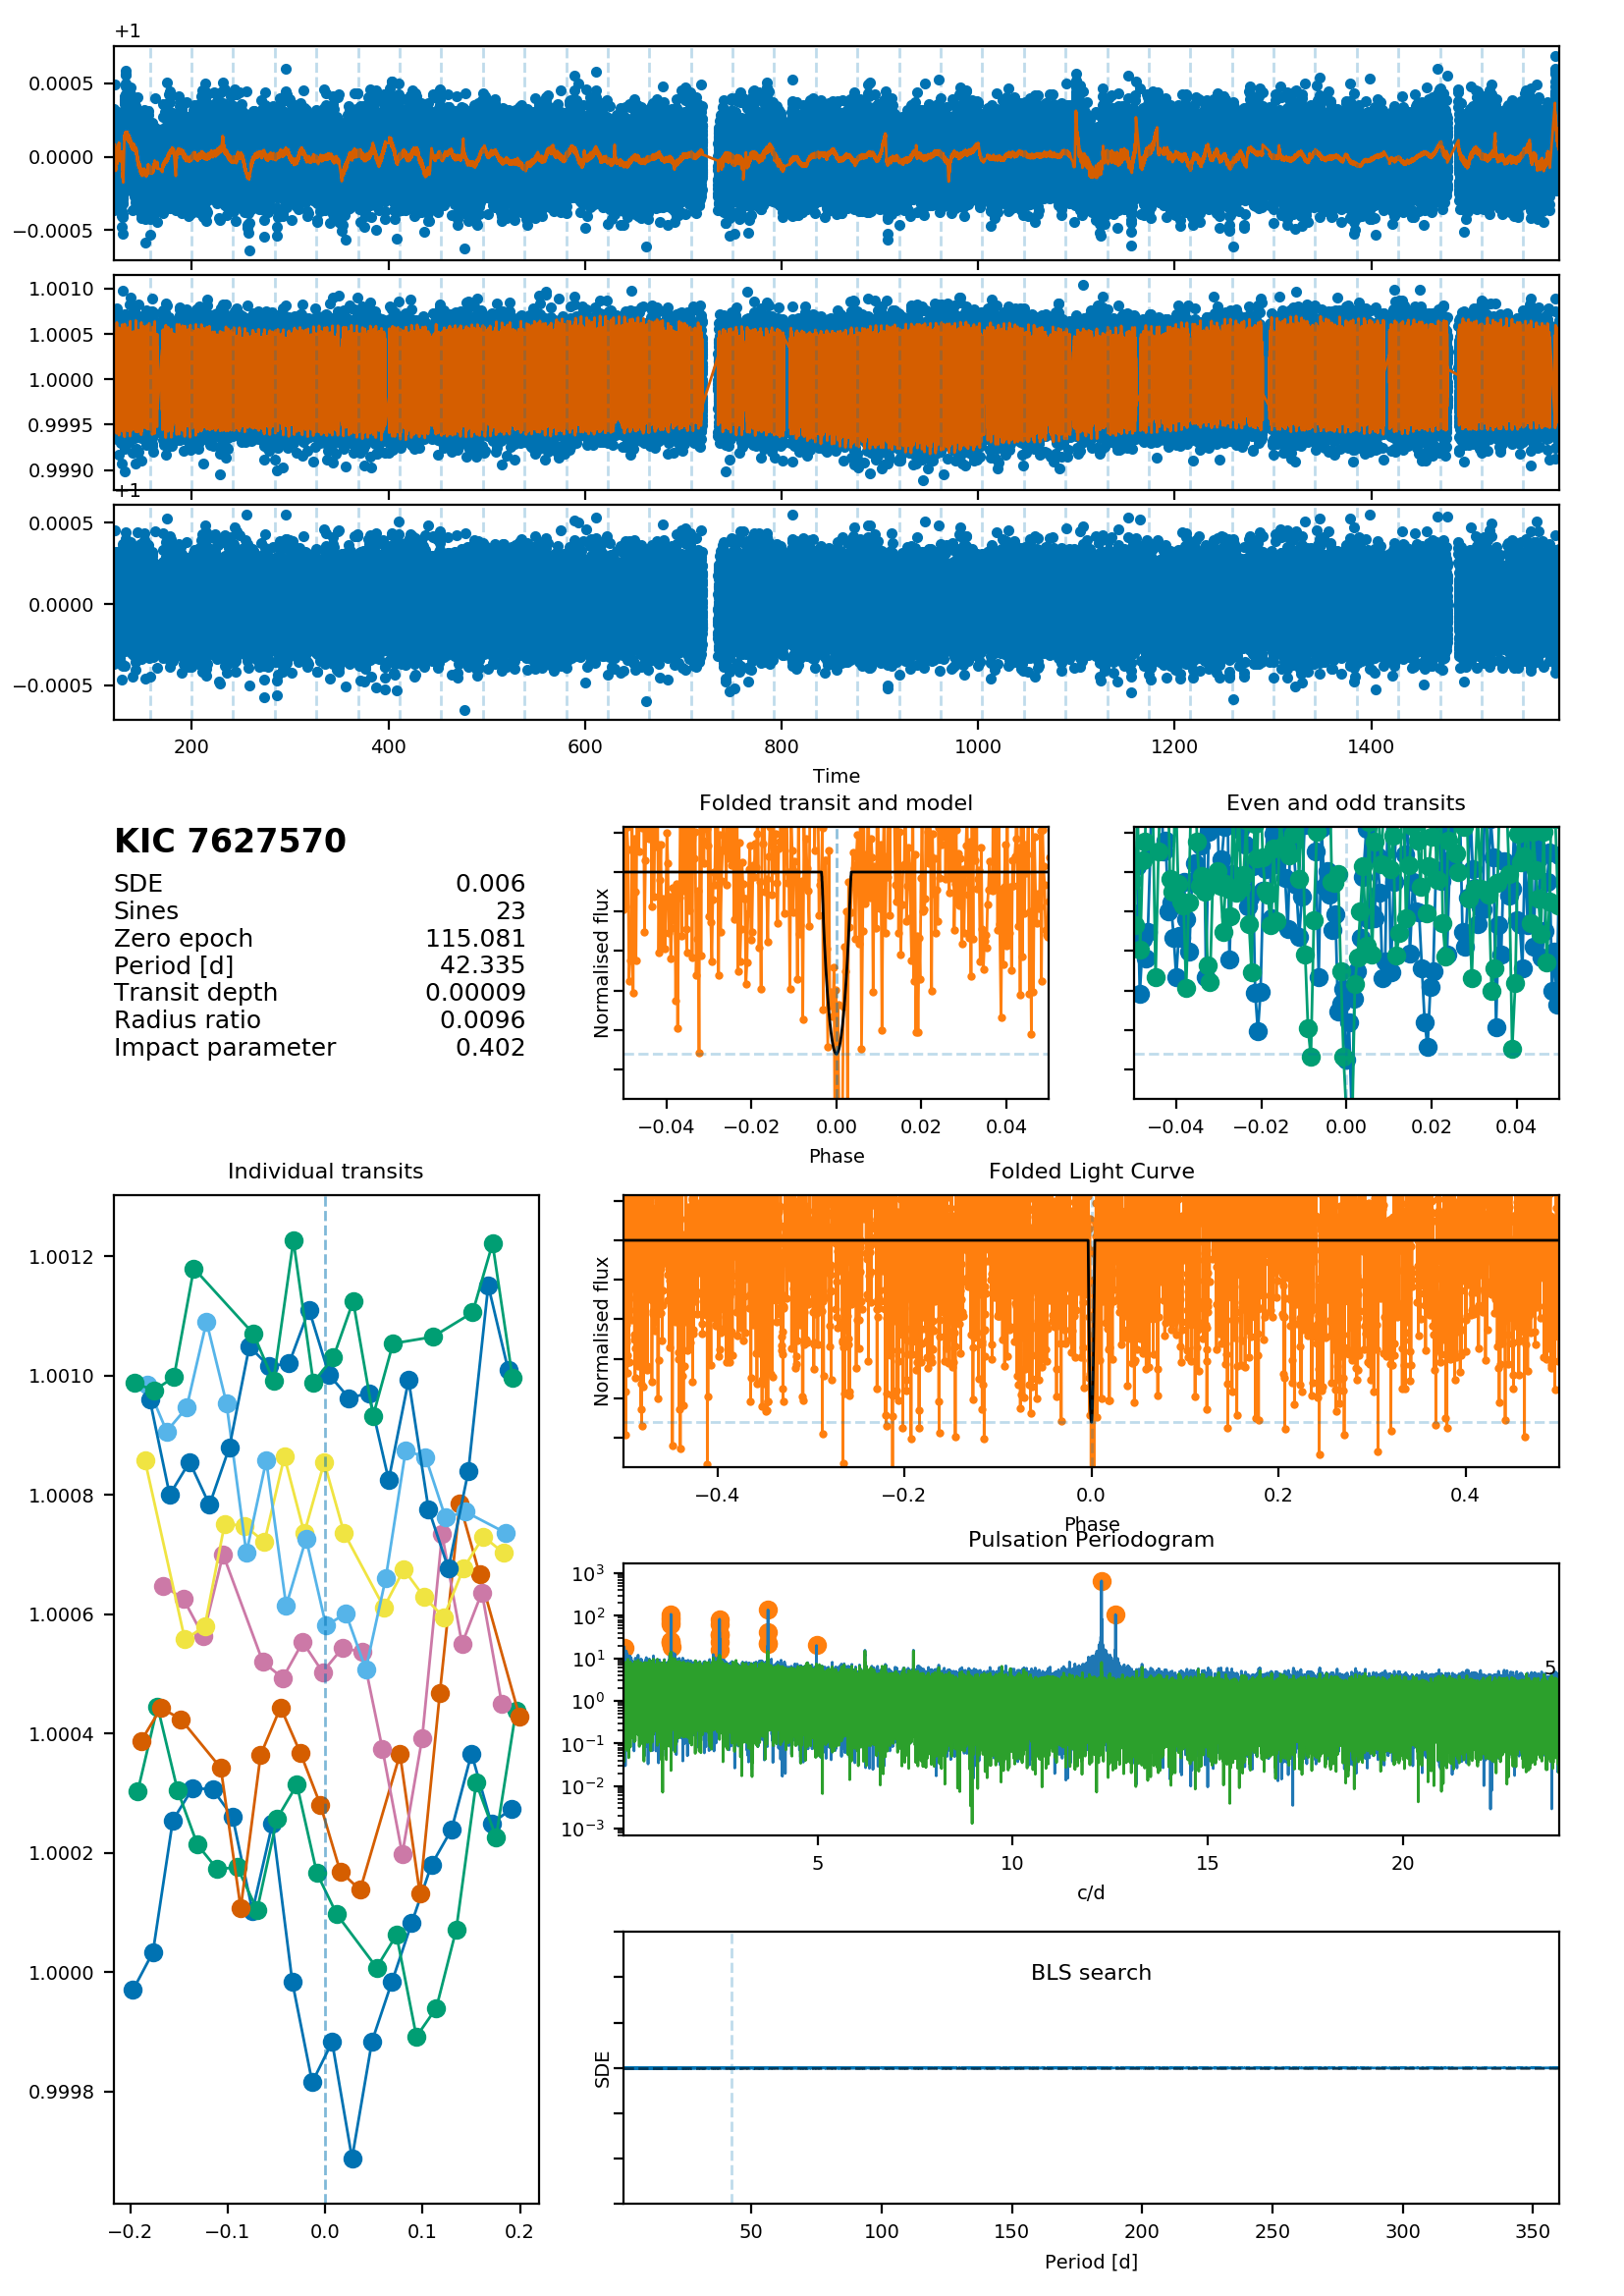 +1
0.0005
0.0000
−0.0005
1.0010
1.0005
1.0000
0.9995
0.9990
+1
0.0005
0.0000
−0.0005
200 400 600 800 1000 1200 1400
Time
KIC 7627570
SDE 0.006
Sines 23
Zero epoch 115.081
Period [d] 42.335
Transit depth 0.00009
Radius ratio 0.0096
Impact parameter 0.402
Folded transit and model
Normalised flux
−0.04 −0.02 0.00 0.02 0.04
Phase
Even and odd transits
−0.04 −0.02 0.00 0.02 0.04
Individual transits
1.0012
1.0010
1.0008
1.0006
1.0004
1.0002
1.0000
0.9998
−0.2 −0.1 0.0 0.1 0.2
Folded Light Curve
Normalised flux
−0.4 −0.2 0.0 0.2 0.4
Phase
Pulsation Periodogram
10³
10²
10¹
10⁰
10⁻¹
10⁻²
10⁻³
5
5 10 15 20
c/d
BLS search
SDE
50 100 150 200 250 300 350
Period [d]